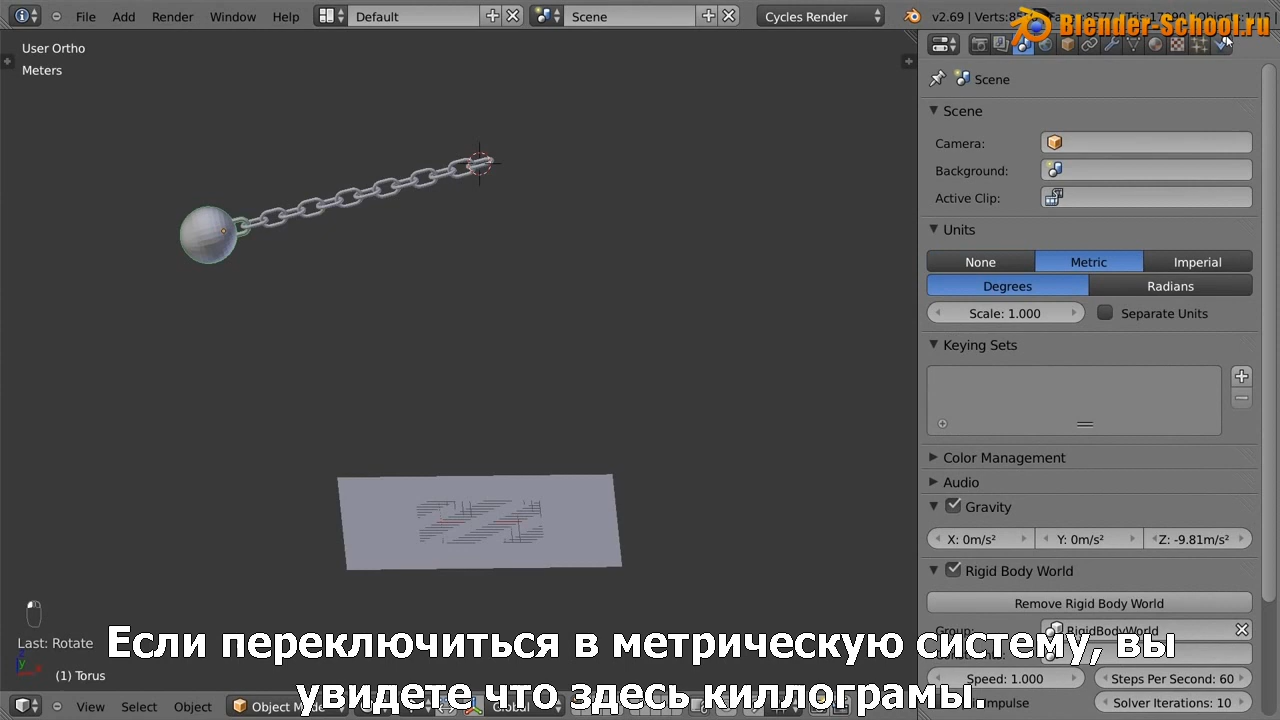 File Add Render Window Help Default Scene Cycles Render v2.69
Blender-School.ru
User Ortho
Meters
Scene
Scene
Camera:
Background:
Active Clip:
Units
None Metric Imperial
Degrees Radians
Scale: 1.000 Separate Units
Keying Sets
Color Management
Audio
Gravity
X: 0m/s² Y: 0m/s² Z: -9.81m/s²
Rigid Body World
Remove Rigid Body World
Group: RigidBodyWorld
Speed: 1.000 Steps Per Second: 60
Solver Iterations: 10
Last: Rotate
(1) Torus
Если переключиться в метрическую систему, вы
увидете что здесь киллограмы.
View Select Object